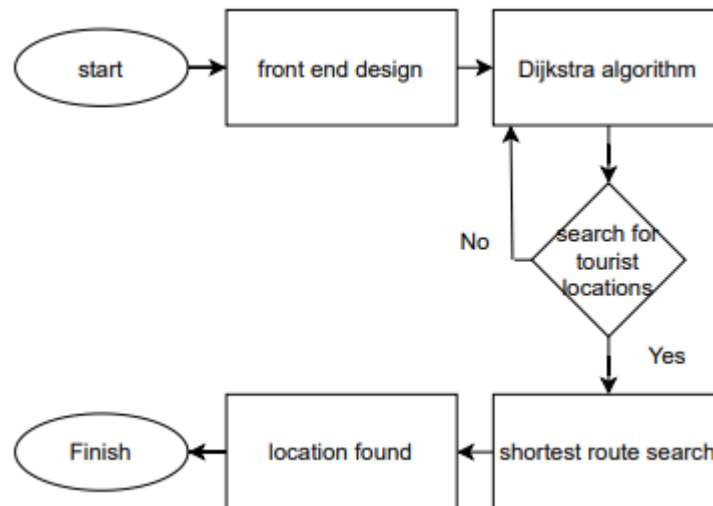 start
front end design
Dijkstra algorithm
No
search for
tourist
locations
Yes
Finish
location found
shortest route search